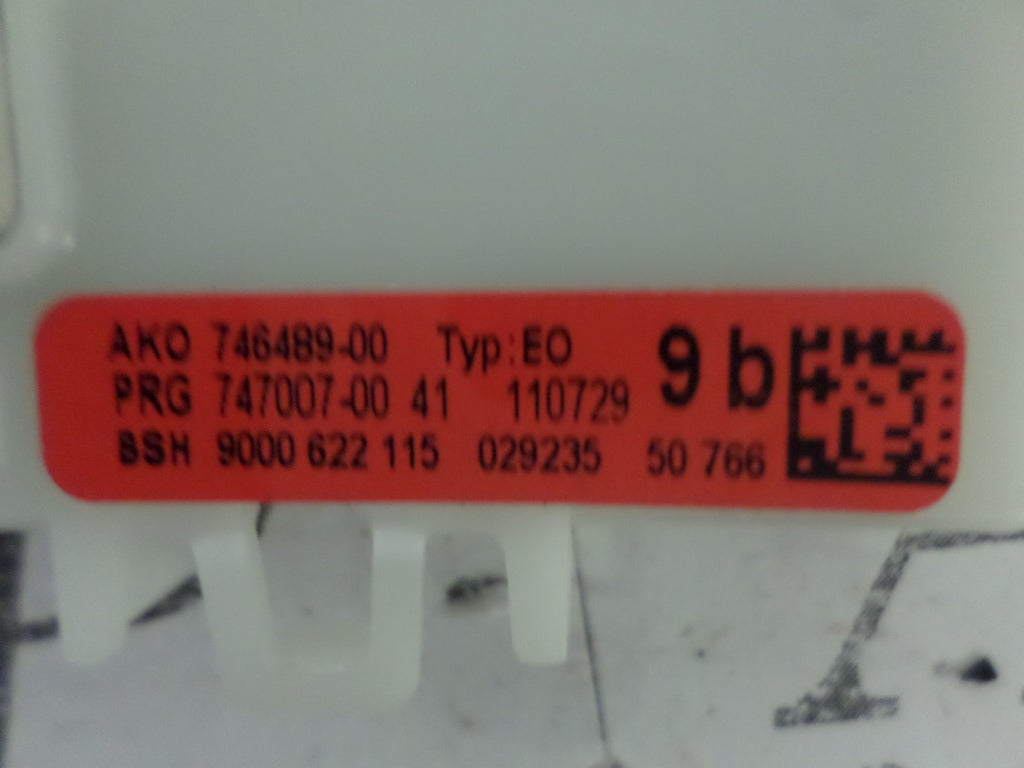 AKO 746489-00 Typ:EO 9 b
PRG 747007-00 41 110729
BSH 9000 622 115 029235 50 766